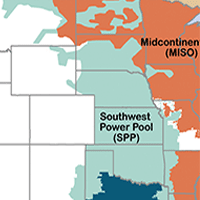 Midcontinent
(MISO)
Southwest
Power Pool
(SPP)